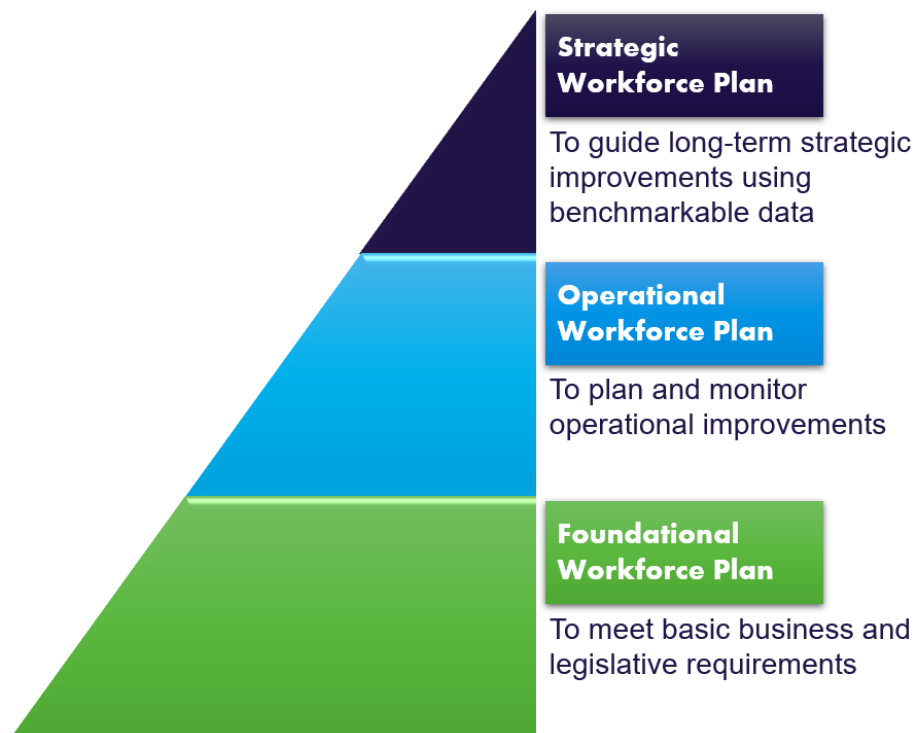 Strategic
Workforce Plan
To guide long-term strategic
improvements using
benchmarkable data
Operational
Workforce Plan
To plan and monitor
operational improvements
Foundational
Workforce Plan
To meet basic business and
legislative requirements